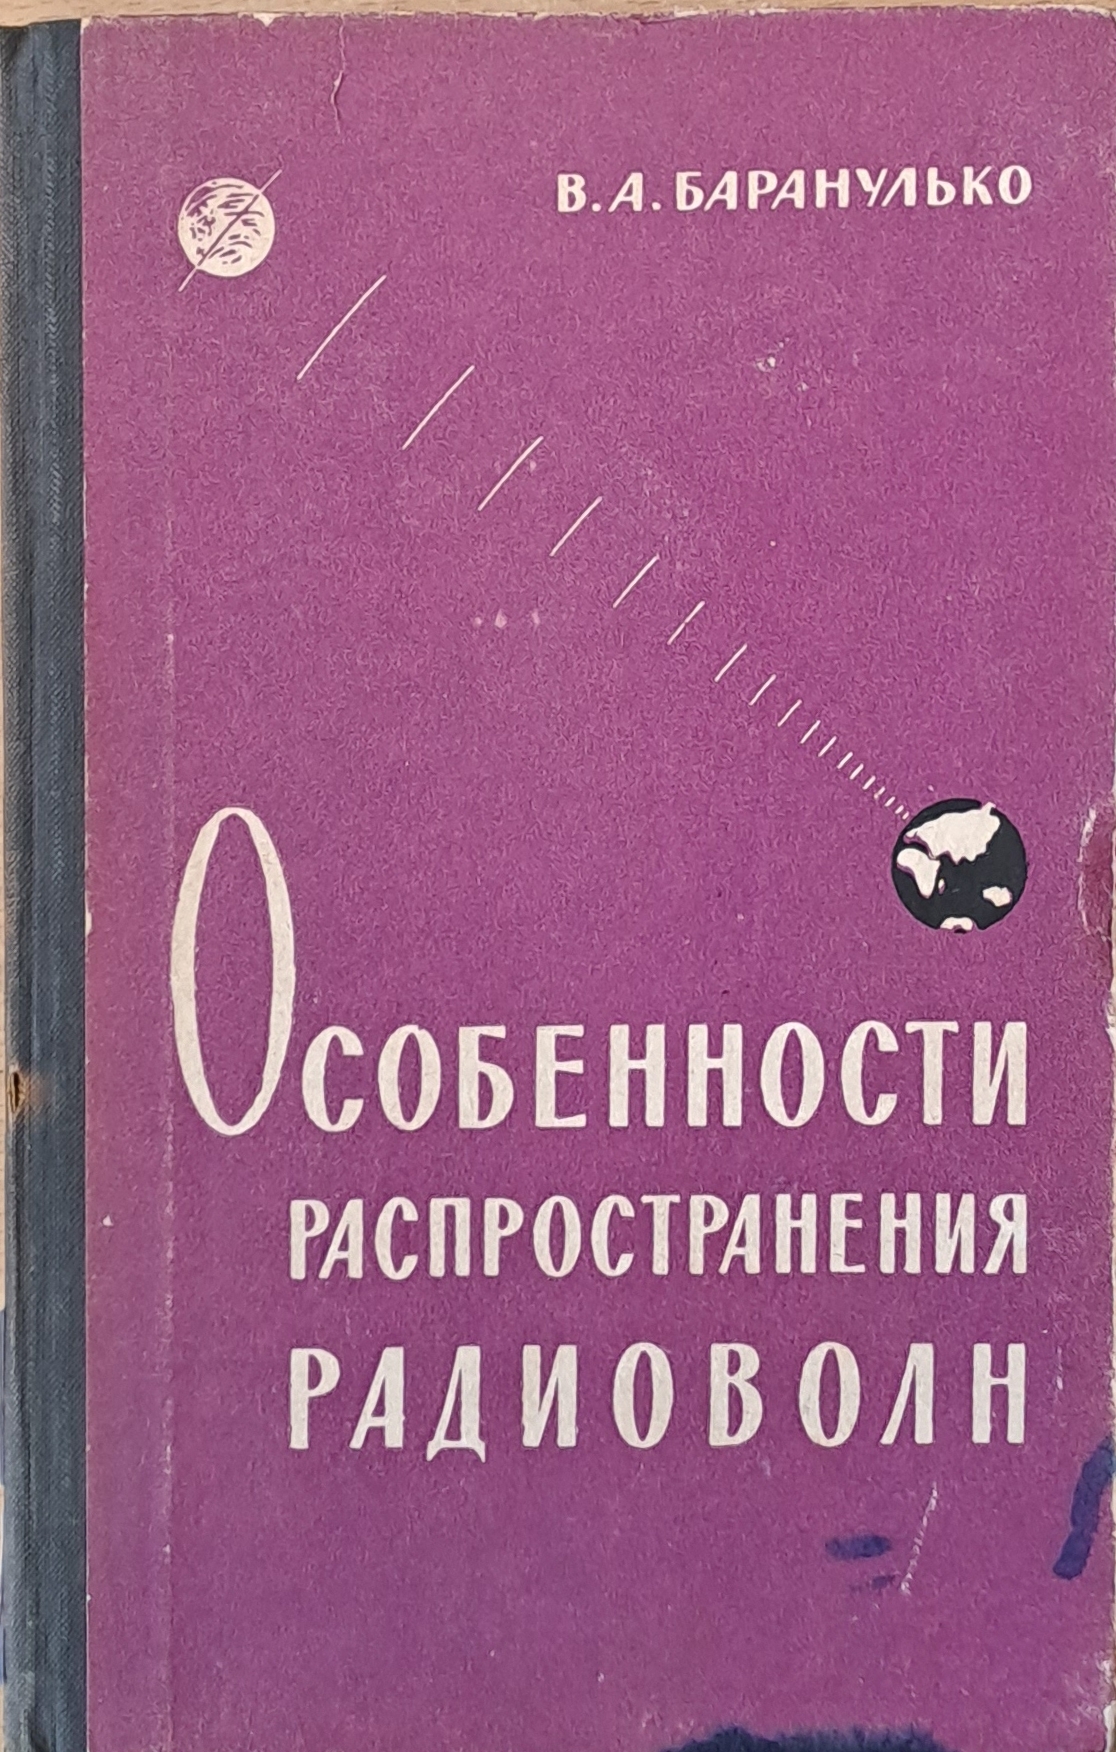 В. А. БАРАНУЛЬКО
ОСОБЕННОСТИ
РАСПРОСТРАНЕНИЯ
РАДИОВОЛН